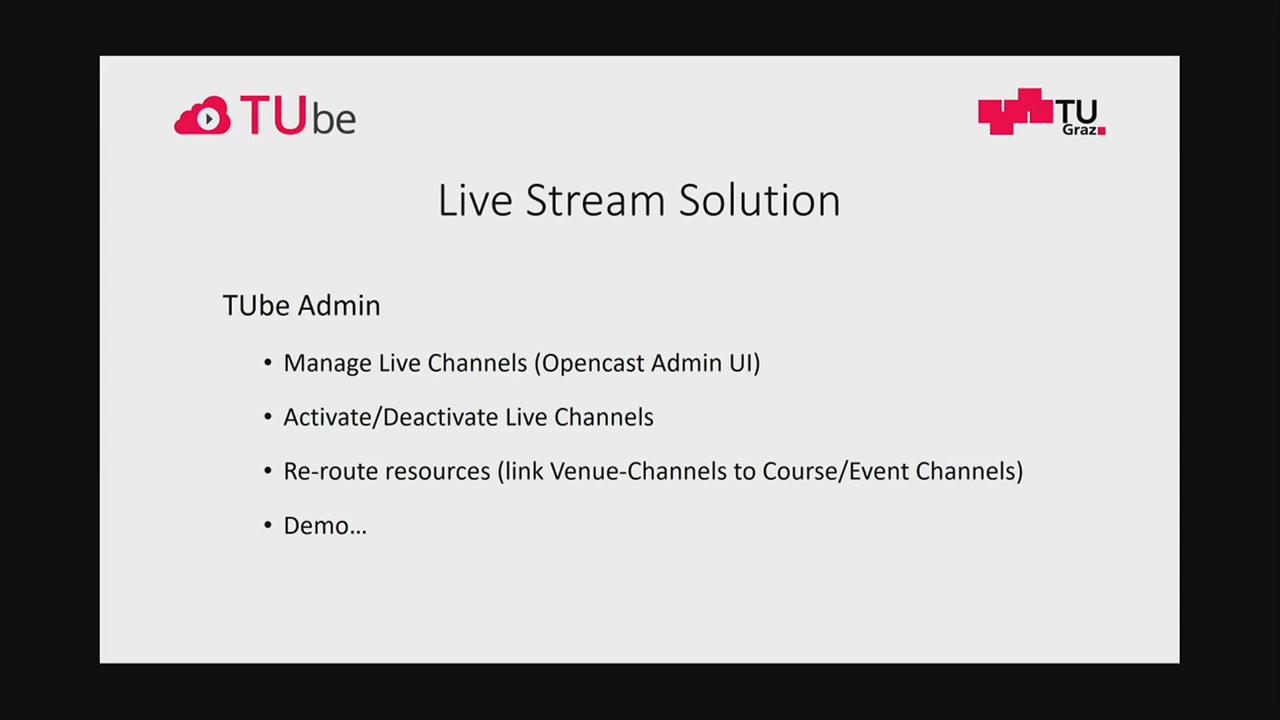 TUbe
TU
Graz
Live Stream Solution
TUbe Admin
• Manage Live Channels (Opencast Admin UI)
• Activate/Deactivate Live Channels
• Re-route resources (link Venue-Channels to Course/Event Channels)
• Demo...